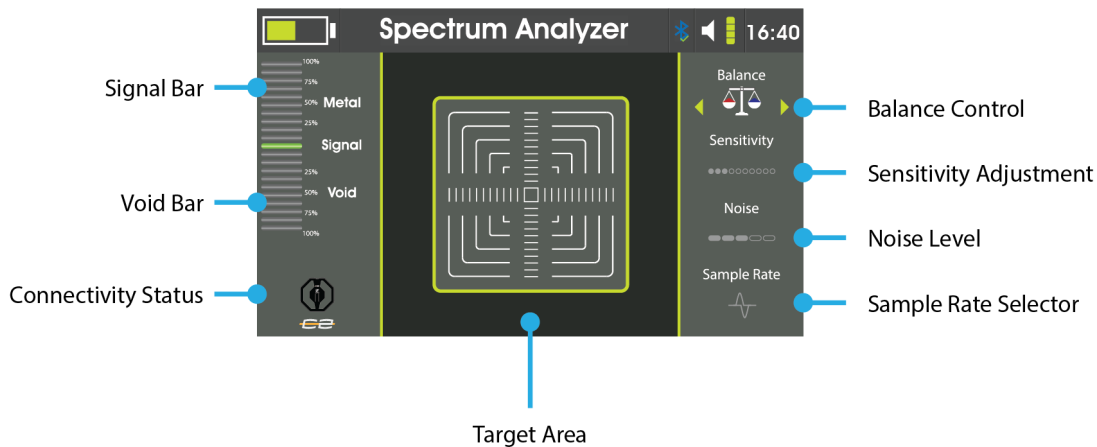 Spectrum Analyzer
16:40
Signal Bar
Void Bar
Connectivity Status
100%
75%
50% Metal
25%
Signal
25%
50% Void
75%
100%
Balance
Sensitivity
Noise
Sample Rate
Balance Control
Sensitivity Adjustment
Noise Level
Sample Rate Selector
Target Area